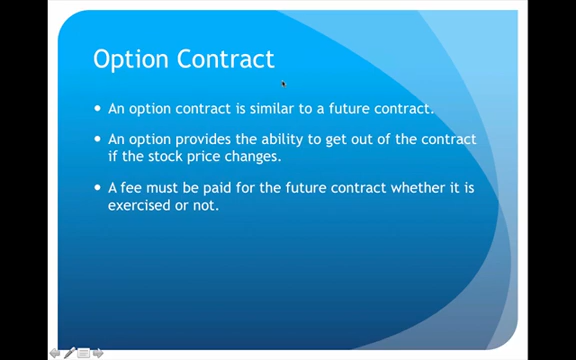 Option Contract
• An option contract is similar to a future contract.
• An option provides the ability to get out of the contract
if the stock price changes.
• A fee must be paid for the future contract whether it is
exercised or not.